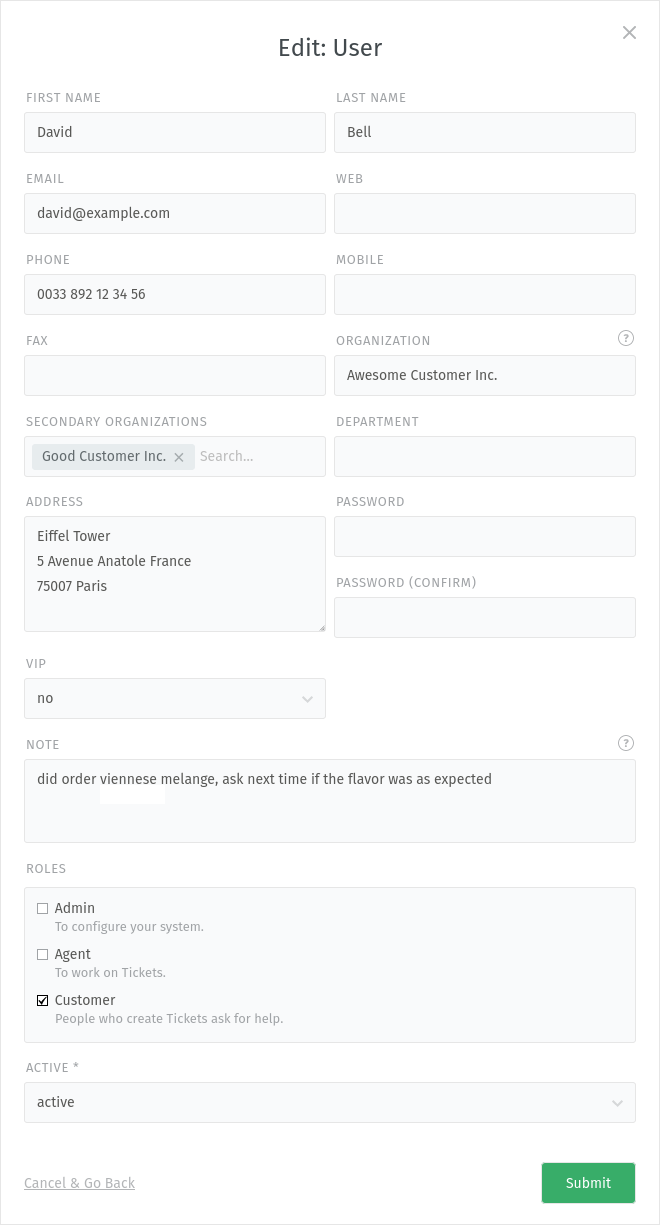 Edit: User
FIRST NAME
LAST NAME
David
Bell
EMAIL
WEB
david@example.com
PHONE
MOBILE
0033 892 12 34 56
FAX
ORGANIZATION
?
Awesome Customer Inc.
SECONDARY ORGANIZATIONS
DEPARTMENT
Good Customer Inc. × Search...
ADDRESS
PASSWORD
Eiffel Tower
5 Avenue Anatole France
75007 Paris
PASSWORD (CONFIRM)
VIP
no
NOTE
?
did order viennese melange, ask next time if the flavor was as expected
ROLES
Admin
To configure your system.
Agent
To work on Tickets.
Customer
People who create Tickets ask for help.
ACTIVE *
active
Cancel & Go Back
Submit